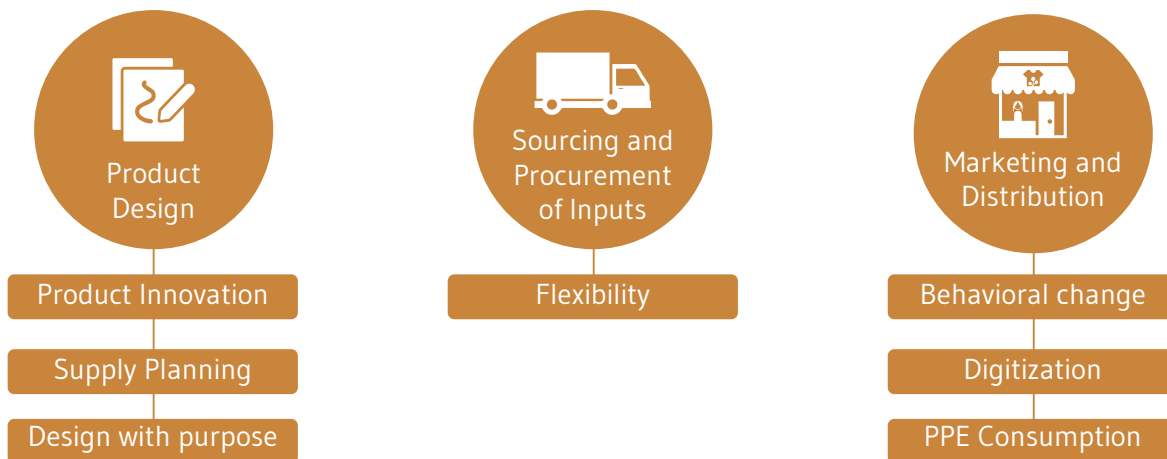 Product
Design
Product Innovation
Supply Planning
Design with purpose
Sourcing and
Procurement
of Inputs
Flexibility
Marketing and
Distribution
Behavioral change
Digitization
PPE Consumption